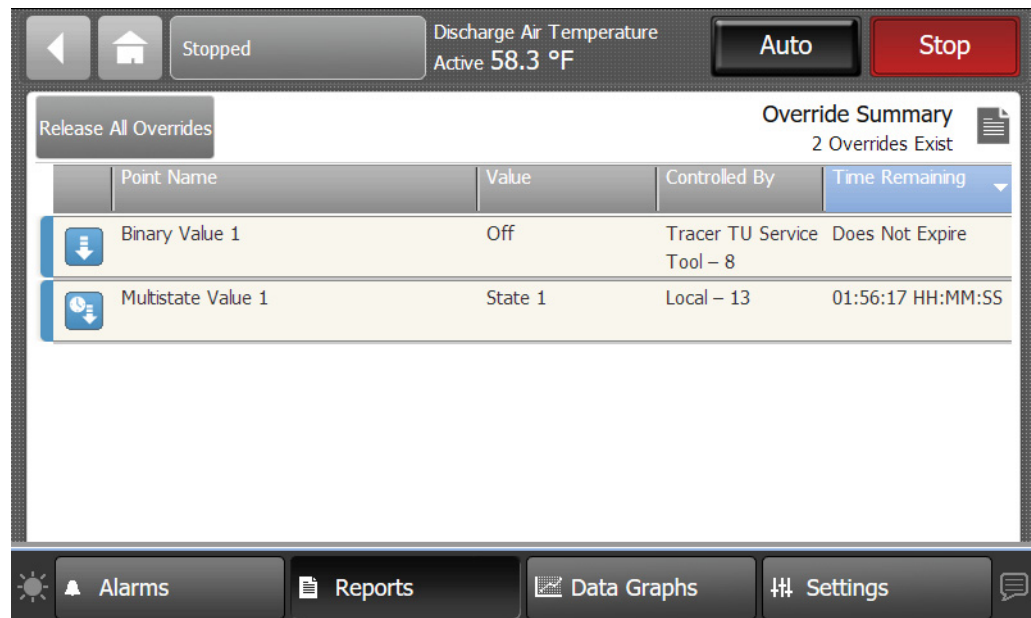 Stopped
Discharge Air Temperature
Active 58.3 °F
Auto
Stop
Release All Overrides
Override Summary
2 Overrides Exist
Point Name Value Controlled By Time Remaining
Binary Value 1 Off Tracer TU Service Does Not Expire
Tool – 8
Multistate Value 1 State 1 Local – 13 01:56:17 HH:MM:SS
Alarms Reports Data Graphs Settings